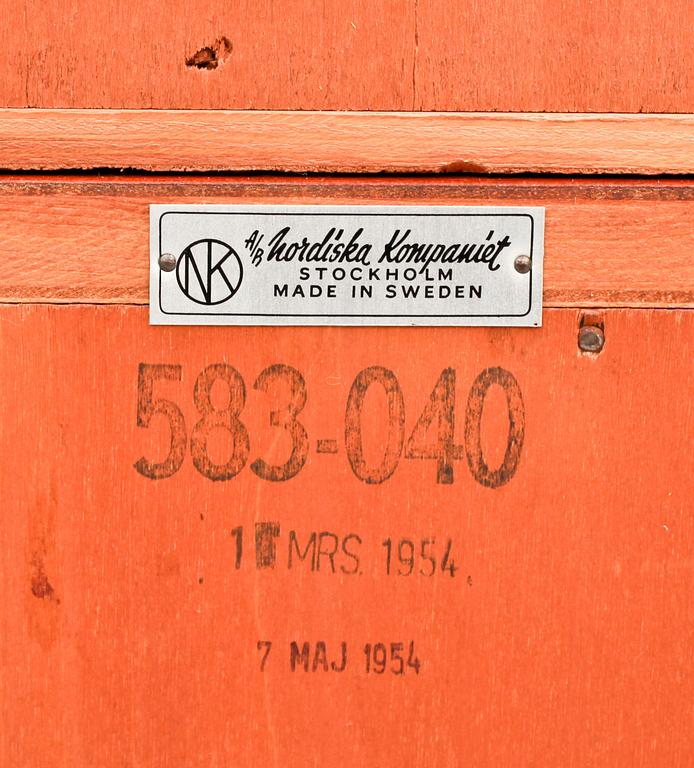 NK A/B Nordiska Kompaniet
STOCKHOLM
MADE IN SWEDEN
583-040
MRS. 1954
7 MAJ 1954